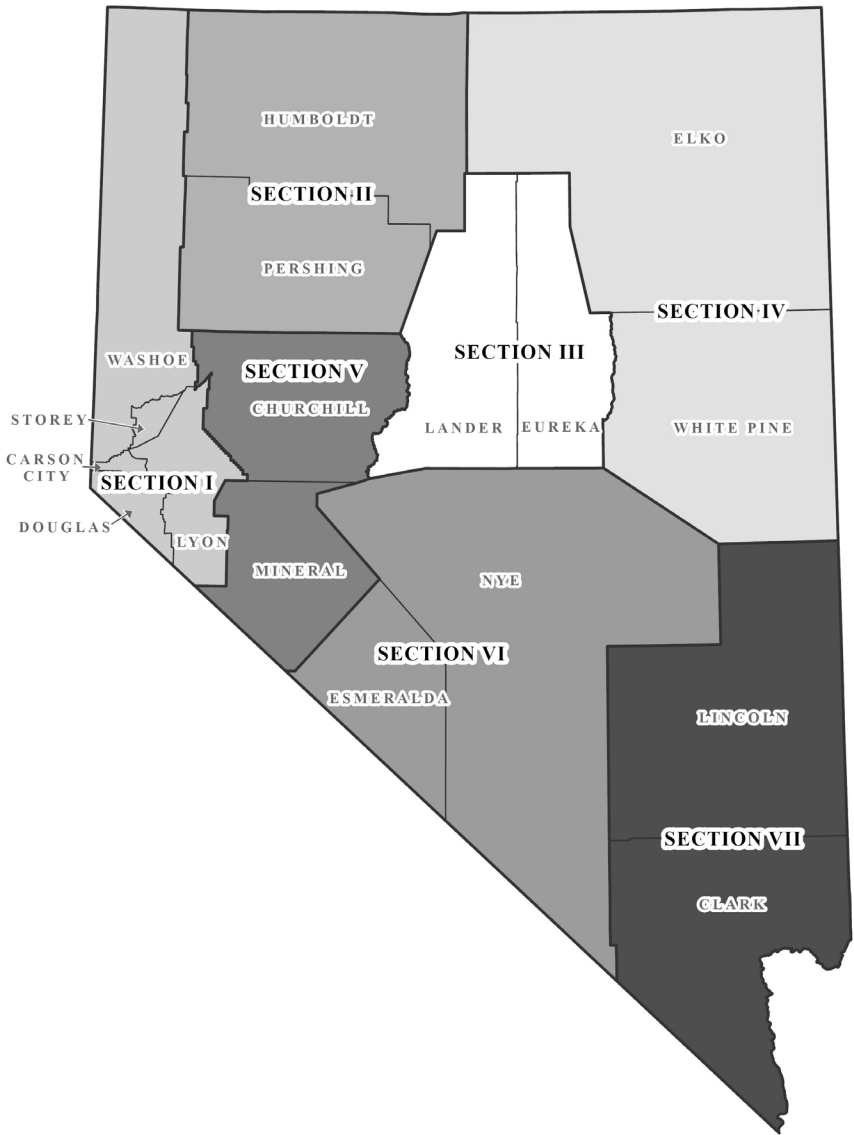 HUMBOLDT
ELKO
SECTION II
PERSHING
SECTION IV
SECTION III
WASHOE
SECTION V
CHURCHILL
STOREY
LANDER
EUREKA
WHITE PINE
CARSON
CITY
SECTION I
DOUGLAS
LYON
MINERAL
NYE
SECTION VI
ESMERALDA
LINCOLN
SECTION VII
CLARK